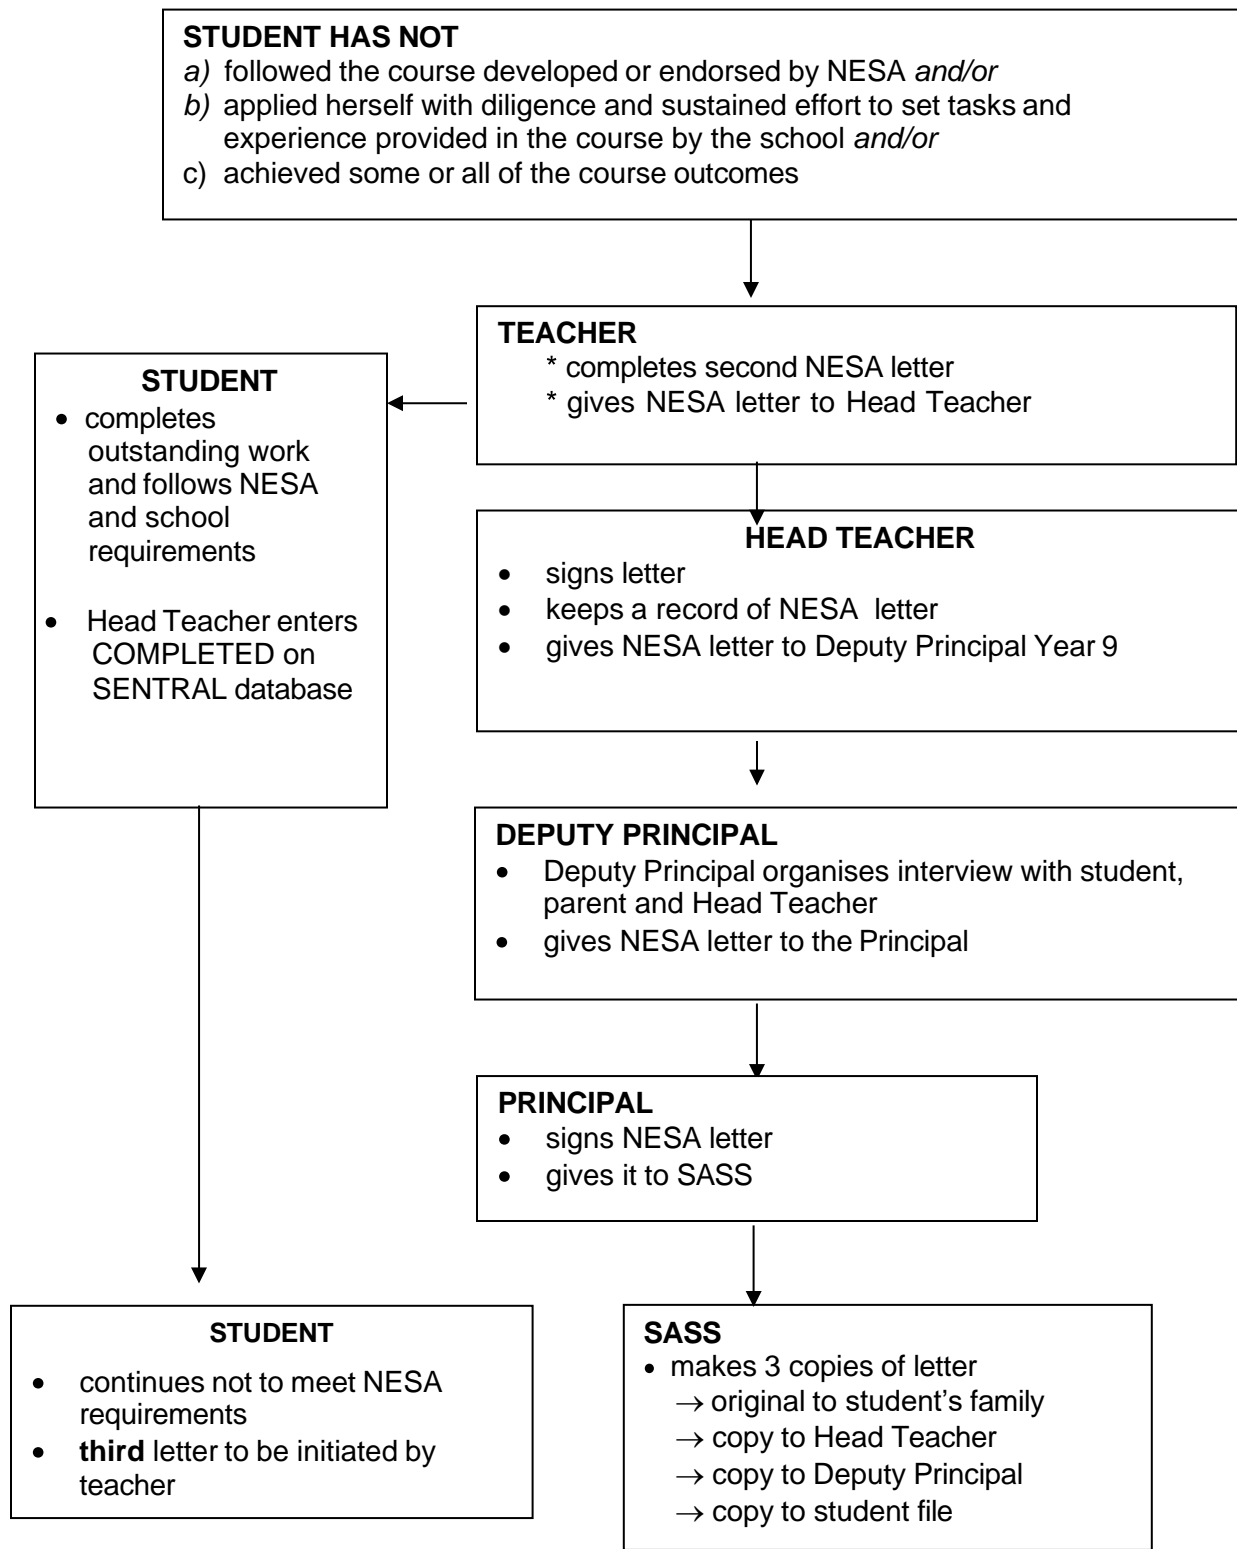 STUDENT HAS NOT
a) followed the course developed or endorsed by NESA and/or
b) applied herself with diligence and sustained effort to set tasks and
experience provided in the course by the school and/or
c) achieved some or all of the course outcomes
TEACHER
* completes second NESA letter
* gives NESA letter to Head Teacher
STUDENT
• completes
outstanding work
and follows NESA
and school
requirements
• Head Teacher enters
COMPLETED on
SENTRAL database
HEAD TEACHER
• signs letter
• keeps a record of NESA letter
• gives NESA letter to Deputy Principal Year 9
DEPUTY PRINCIPAL
• Deputy Principal organises interview with student,
parent and Head Teacher
• gives NESA letter to the Principal
PRINCIPAL
• signs NESA letter
• gives it to SASS
STUDENT
• continues not to meet NESA
requirements
• third letter to be initiated by
teacher
SASS
• makes 3 copies of letter
→ original to student’s family
→ copy to Head Teacher
→ copy to Deputy Principal
→ copy to student file